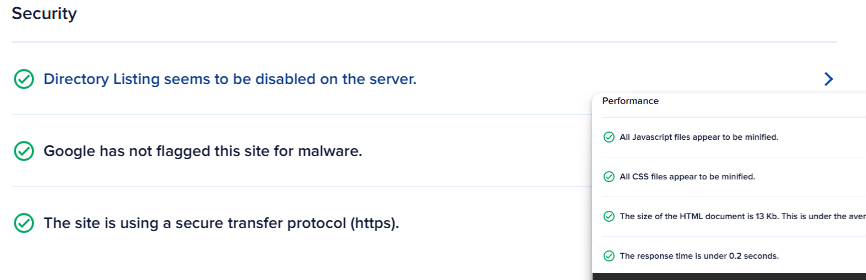 Security
Directory Listing seems to be disabled on the server.
Google has not flagged this site for malware.
The site is using a secure transfer protocol (https).
Performance
All Javascript files appear to be minified.
All CSS files appear to be minified.
The size of the HTML document is 13 Kb. This is under the
The response time is under 0.2 seconds.